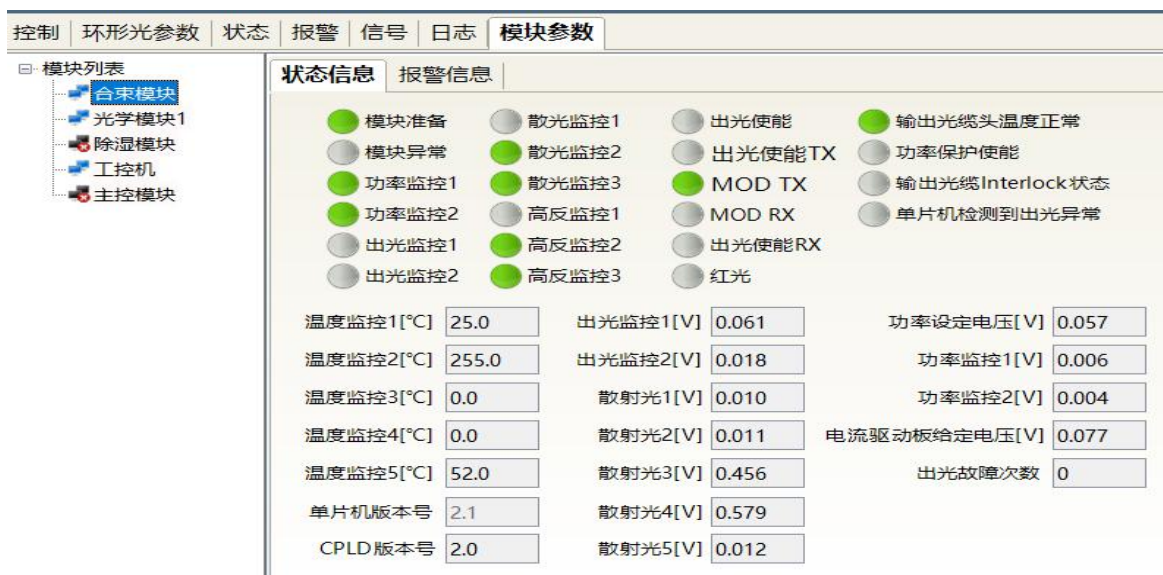 控制 环形光参数 状态 报警 信号 日志 模块参数
模块列表
合束模块
光学模块1
除湿模块
工控机
主控模块
状态信息 报警信息
模块准备 散光监控1 出光使能 输出光缆头温度正常
模块异常 散光监控2 出光使能TX 功率保护使能
功率监控1 散光监控3 MOD TX 输出光缆Interlock状态
功率监控2 高反监控1 MOD RX 单片机检测到出光异常
出光监控1 高反监控2 出光使能RX
出光监控2 高反监控3 红光
温度监控1[℃] 25.0 出光监控1[V] 0.061 功率设定电压[V] 0.057
温度监控2[℃] 255.0 出光监控2[V] 0.018 功率监控1[V] 0.006
温度监控3[℃] 0.0 散射光1[V] 0.010 功率监控2[V] 0.004
温度监控4[℃] 0.0 散射光2[V] 0.011 电流驱动板给定电压[V] 0.077
温度监控5[℃] 52.0 散射光3[V] 0.456 出光故障次数 0
单片机版本号 2.1 散射光4[V] 0.579
CPLD版本号 2.0 散射光5[V] 0.012